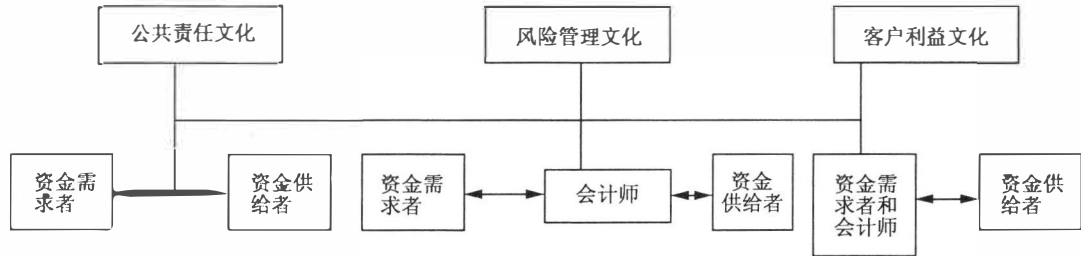 公共责任文化
风险管理文化
客户利益文化
资金需
求者
资金供
给者
资金需
求者
会计师
资金
供给者
资金需
求者和
会计师
资金供
给者